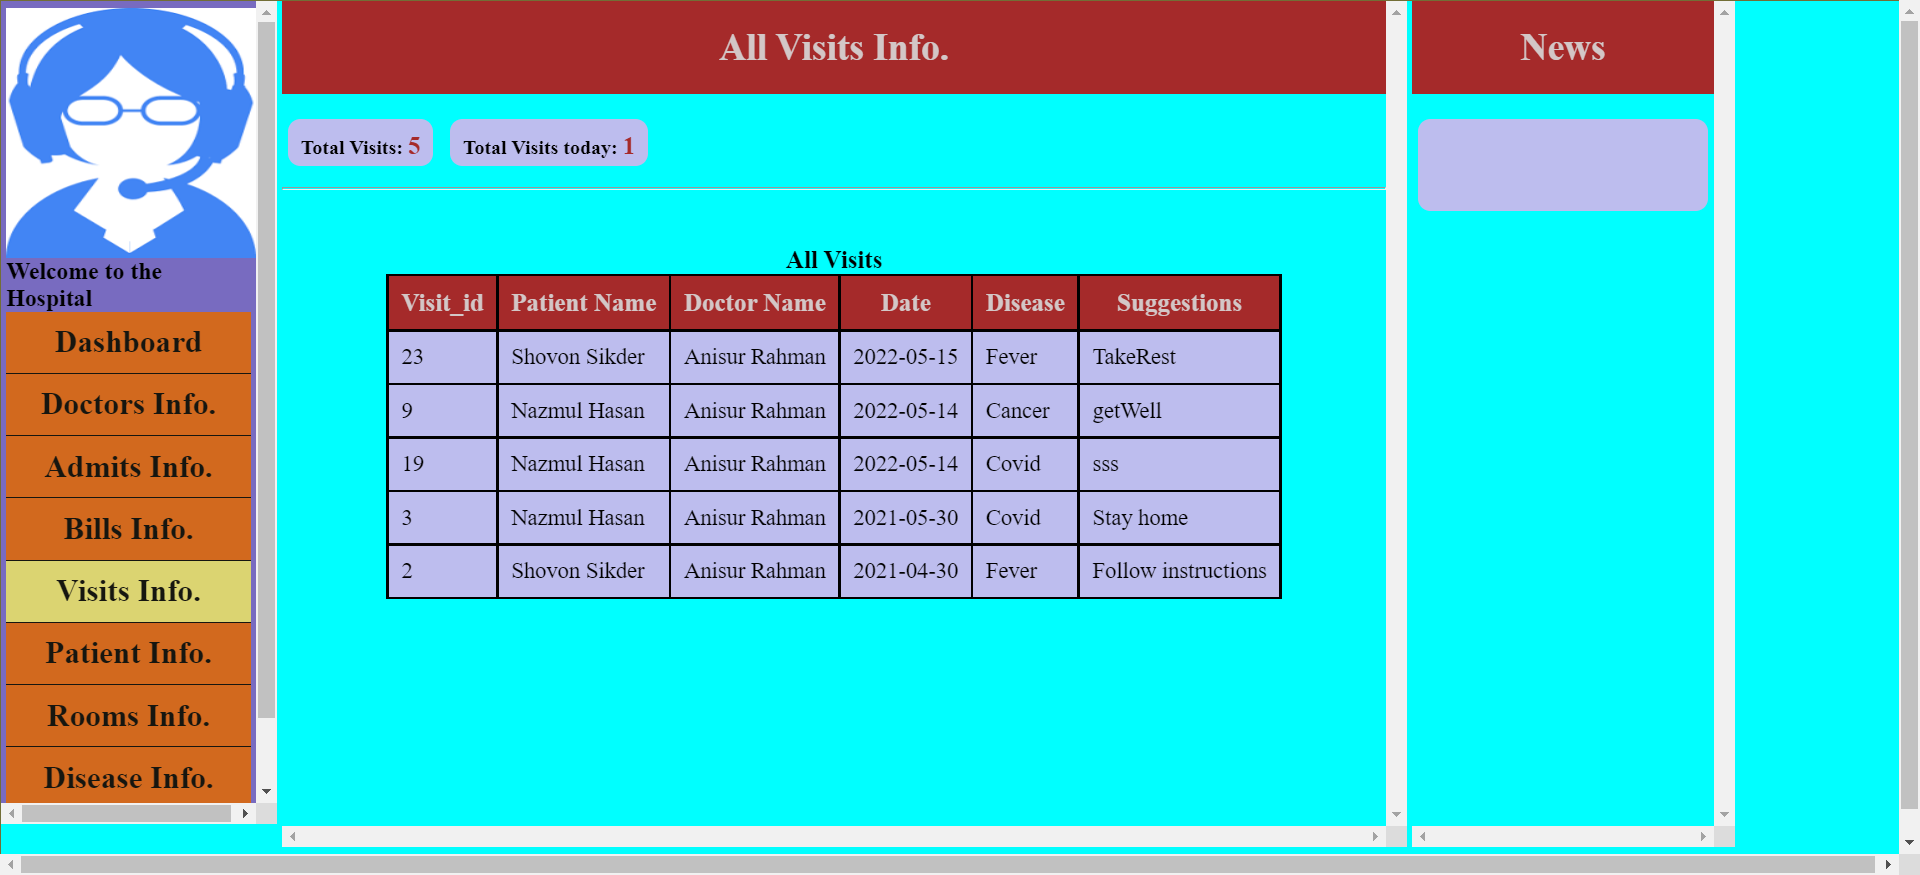 Welcome to the
Hospital
Dashboard
Doctors Info.
Admits Info.
Bills Info.
Visits Info.
Patient Info.
Rooms Info.
Disease Info.
All Visits Info.
Total Visits: 5 Total Visits today: 1
All Visits
Visit_id Patient Name Doctor Name Date Disease Suggestions
23 Shovon Sikder Anisur Rahman 2022-05-15 Fever TakeRest
9 Nazmul Hasan Anisur Rahman 2022-05-14 Cancer getWell
19 Nazmul Hasan Anisur Rahman 2022-05-14 Covid sss
3 Nazmul Hasan Anisur Rahman 2021-05-30 Covid Stay home
2 Shovon Sikder Anisur Rahman 2021-04-30 Fever Follow instructions
News